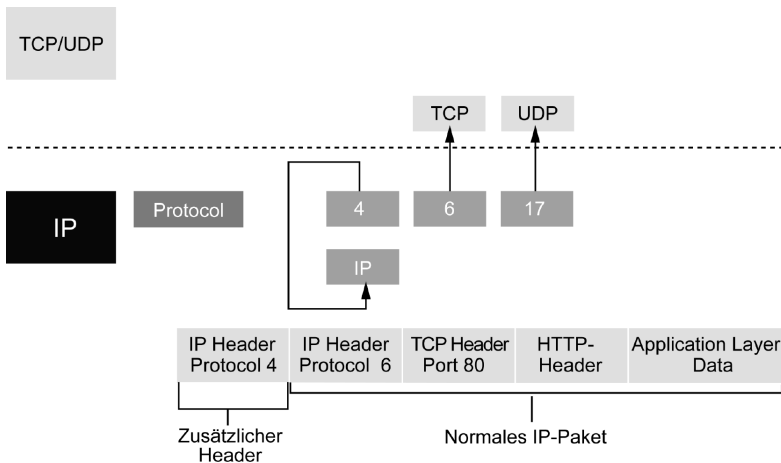 TCP/UDP
TCP UDP
IP Protocol 4 6 17
IP
IP Header
Protocol 4
IP Header
Protocol 6
TCP Header
Port 80
HTTP-
Header
Application Layer
Data
Zusätzlicher
Header
Normales IP-Paket